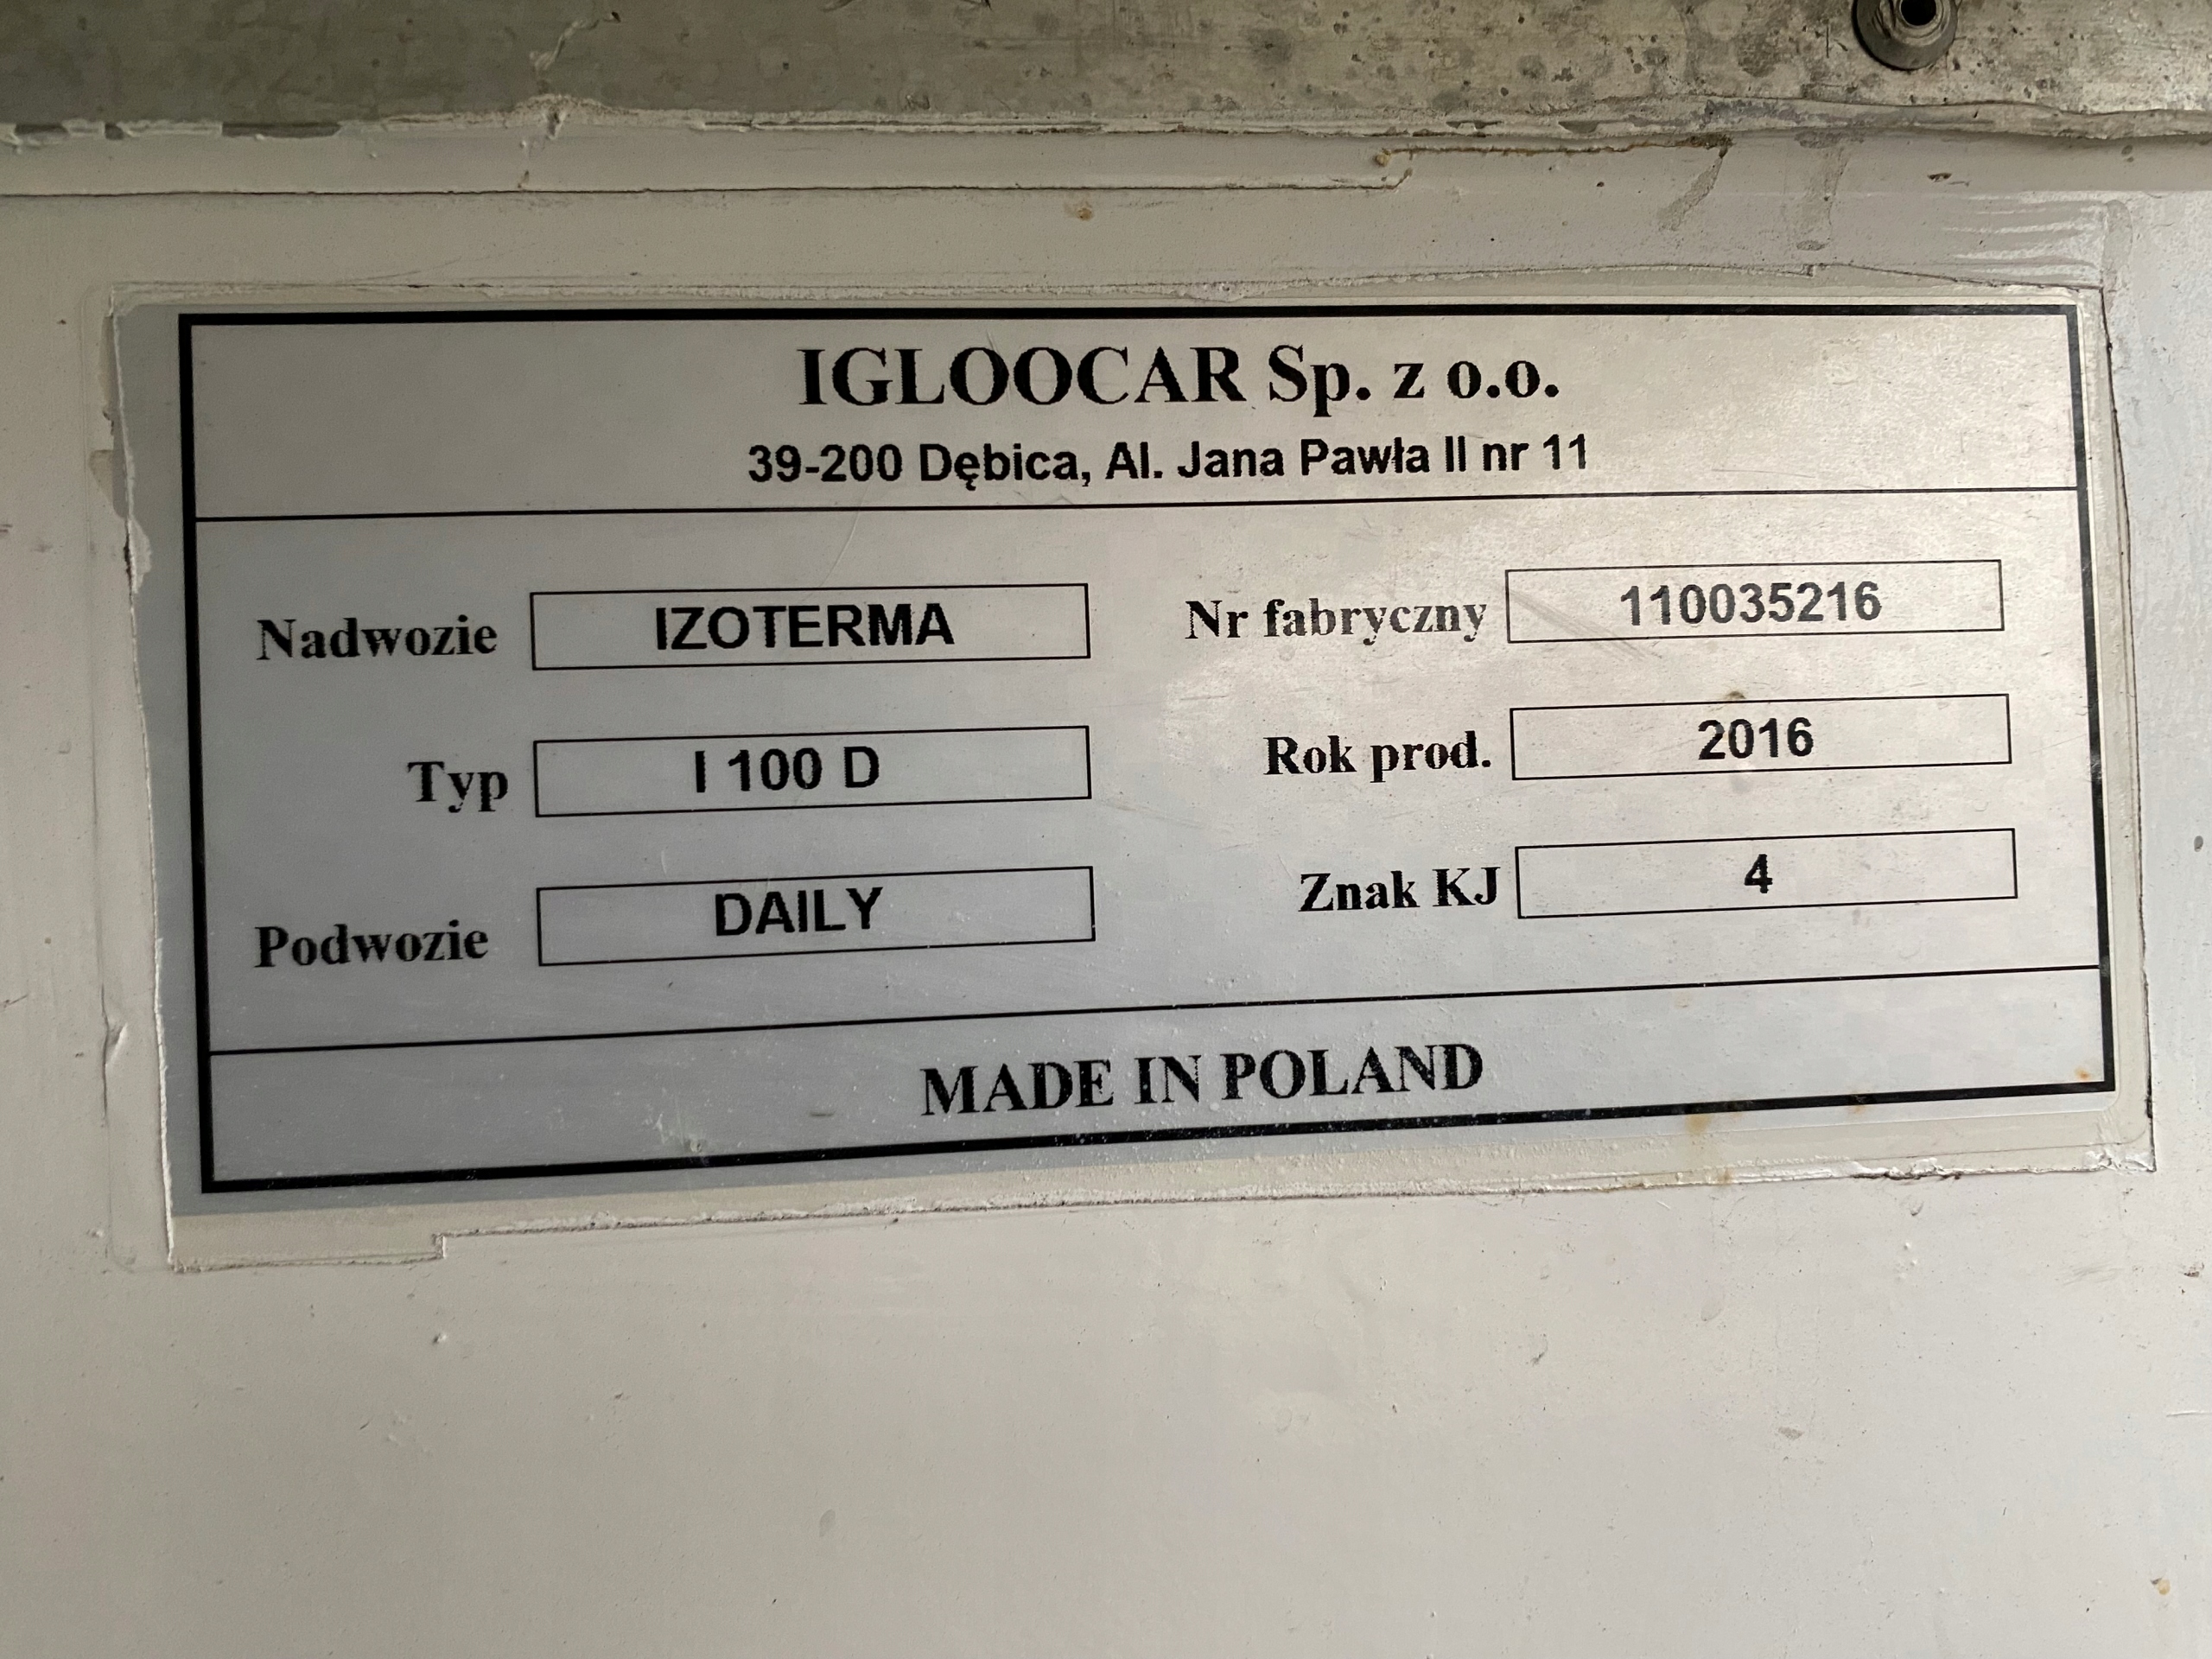 IGLOOCAR Sp. z o.o.
39-200 Dębica, Al. Jana Pawła II nr 11
Nadwozie IZOTERMA Nr fabryczny 110035216
Typ I 100 D Rok prod. 2016
Podwozie DAILY Znak KJ 4
MADE IN POLAND